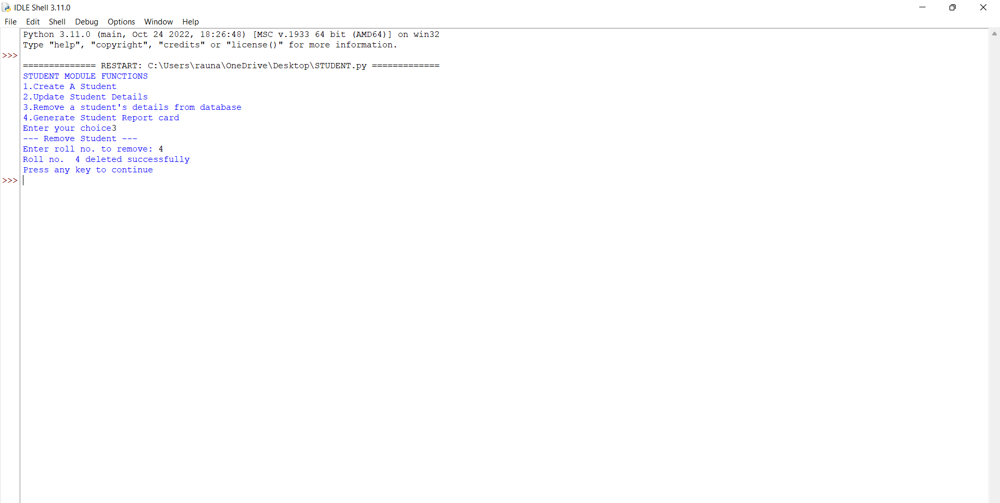 IDLE Shell 3.11.0
File Edit Shell Debug Options Window Help
Python 3.11.0 (main, Oct 24 2022, 18:26:48) [MSC v.1933 64 bit (AMD64)] on win32
Type "help", "copyright", "credits" or "license()" for more information.
>>>
============== RESTART: C:\Users\rauna\OneDrive\Desktop\STUDENT.py =============
STUDENT MODULE FUNCTIONS
1.Create A Student
2.Update Student Details
3.Remove a student's details from database
4.Generate Student Report card
Enter your choice3
--- Remove Student ---
Enter roll no. to remove: 4
Roll no.  4 deleted successfully
Press any key to continue
>>>